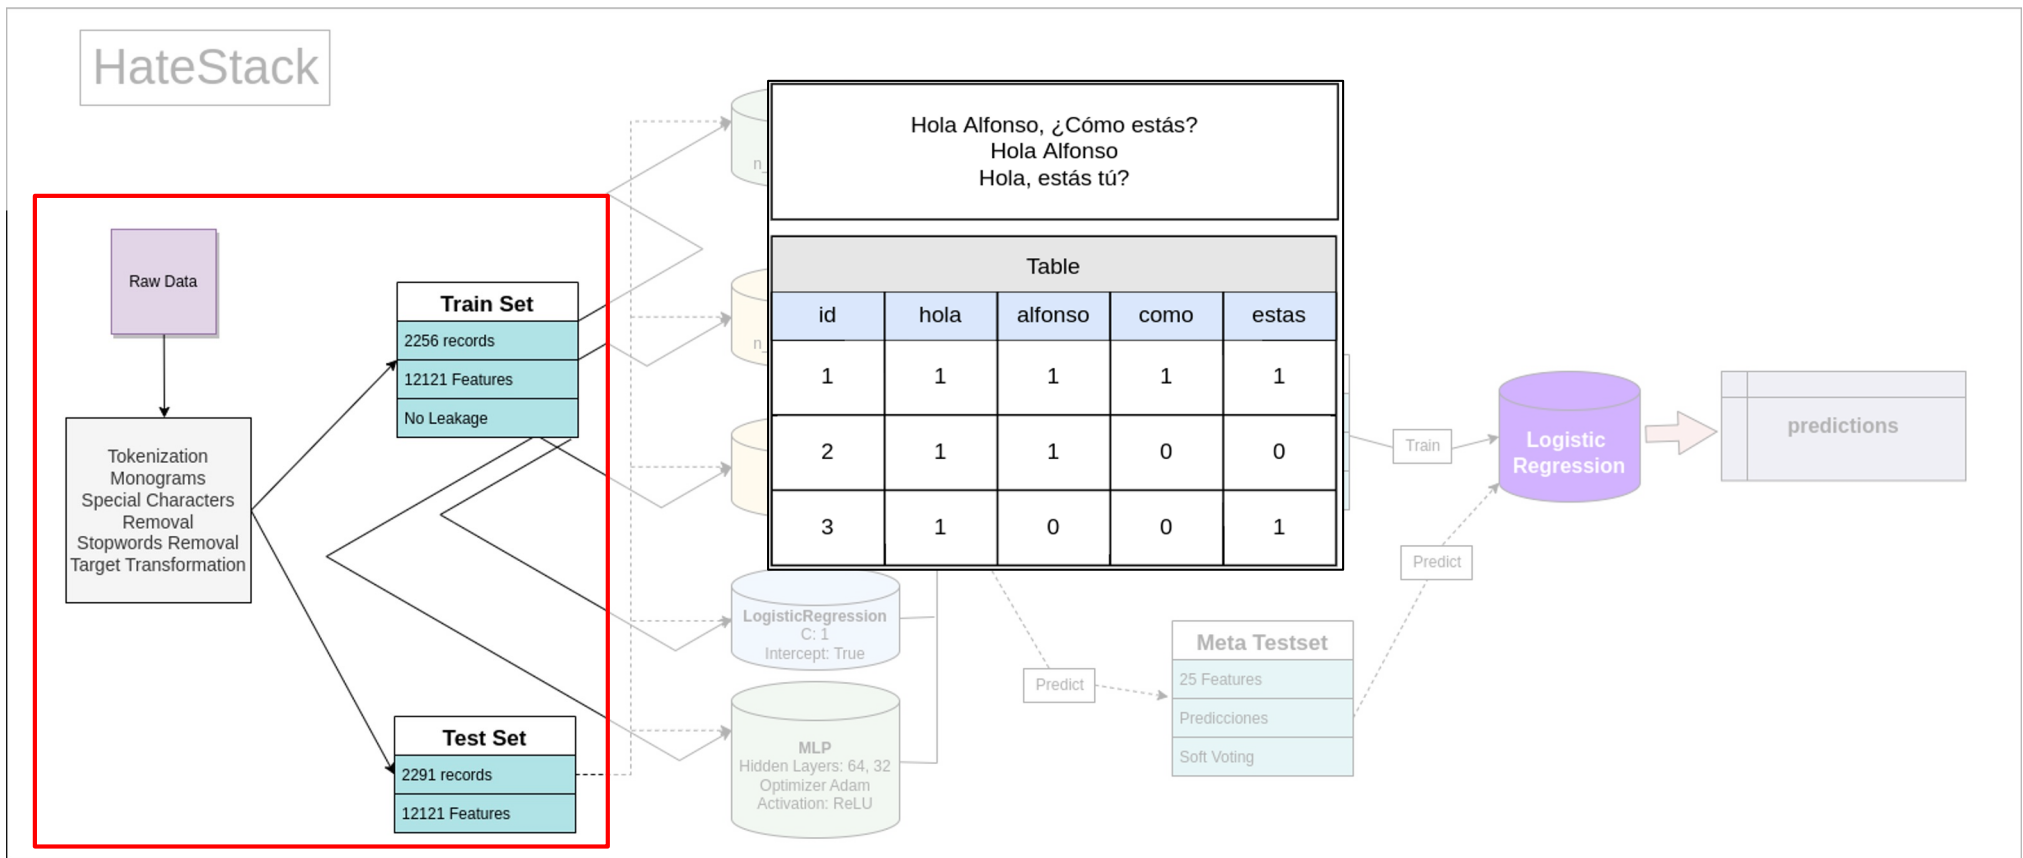 HateStack
Raw Data
Tokenization
Monograms
Special Characters
Removal
Stopwords Removal
Target Transformation
Train Set
2256 records
12121 Features
No Leakage
Test Set
2291 records
12121 Features
Hola Alfonso, ¿Cómo estás?
Hola Alfonso
Hola, estás tú?
Table
id hola alfonso como estas
1 1 1 1 1
2 1 1 0 0
3 1 0 0 1
n_
n_
LogisticRegression
C: 1
Intercept: True
MLP
Hidden Layers: 64, 32
Optimizer Adam
Activation: ReLU
Predict
Meta Testset
25 Features
Predicciones
Soft Voting
Train
Predict
Logistic
Regression
predictions